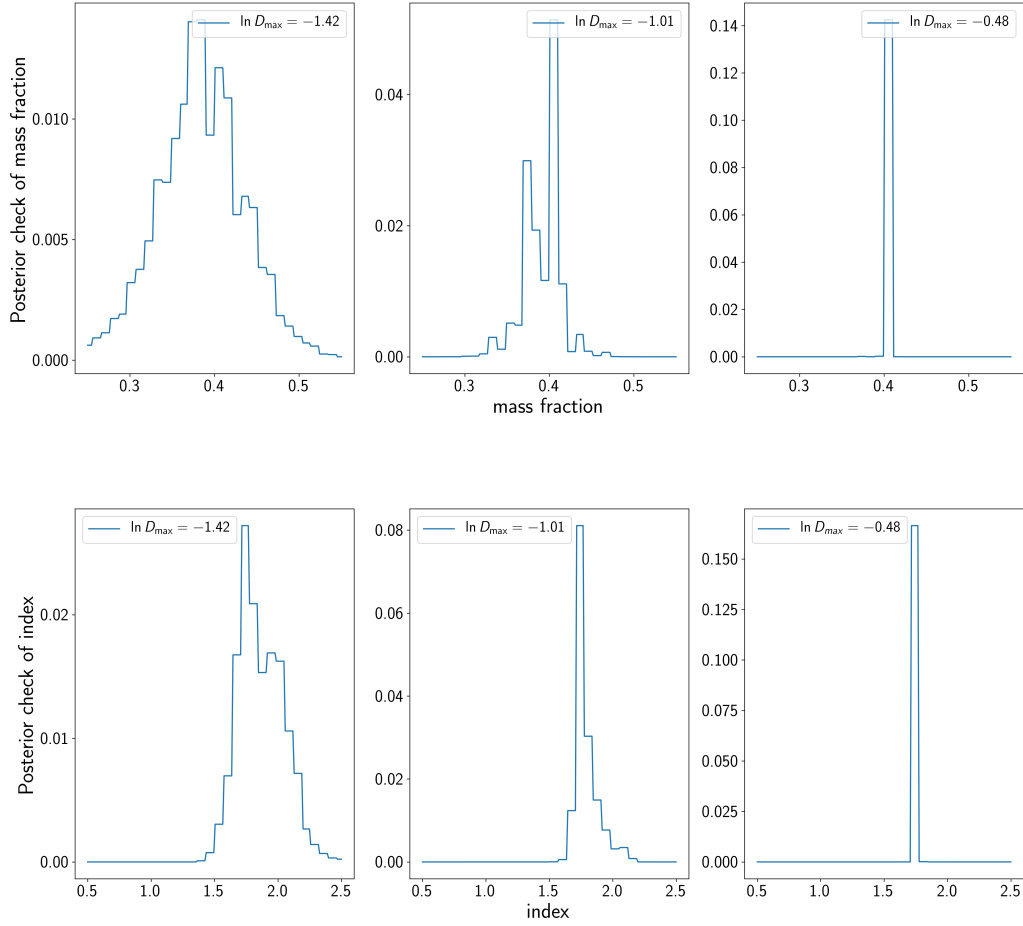 ln D_max = −1.42
ln D_max = −1.01
ln D_max = −0.48
Posterior check of mass fraction
0.010
0.005
0.000
0.04
0.02
0.00
0.14
0.12
0.10
0.08
0.06
0.04
0.02
0.00
0.3 0.4 0.5
0.3 0.4 0.5
0.3 0.4 0.5
mass fraction
ln D_max = −1.42
ln D_max = −1.01
ln D_max = −0.48
Posterior check of index
0.02
0.01
0.00
0.08
0.06
0.04
0.02
0.00
0.150
0.125
0.100
0.075
0.050
0.025
0.000
0.5 1.0 1.5 2.0 2.5
0.5 1.0 1.5 2.0 2.5
0.5 1.0 1.5 2.0 2.5
index